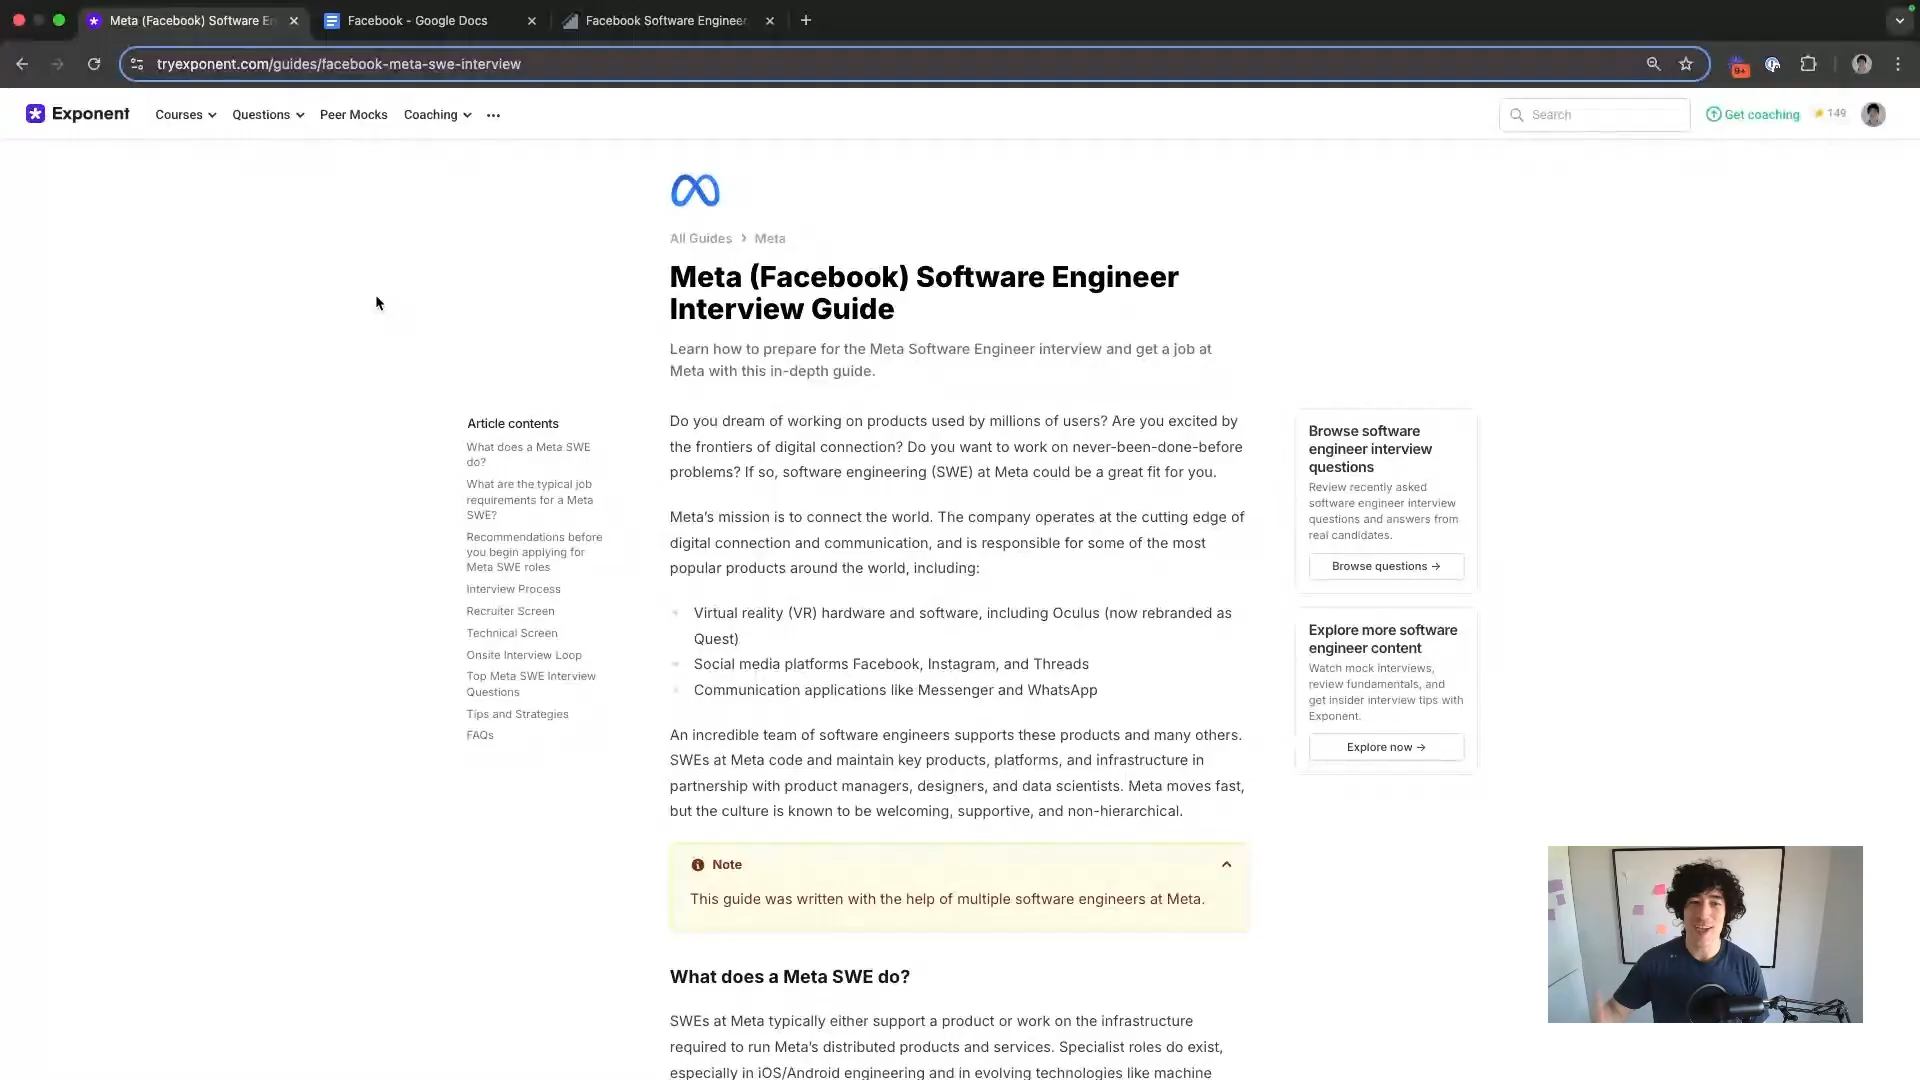 Meta (Facebook) Software En
Facebook - Google Docs
Facebook Software Engineer
tryexponent.com/guides/facebook-meta-swe-interview
9+
Exponent
Courses
Questions
Peer Mocks
Coaching
Search
Get coaching
149
All Guides > Meta
Meta (Facebook) Software Engineer
Interview Guide
Learn how to prepare for the Meta Software Engineer interview and get a job at
Meta with this in-depth guide.
Article contents
What does a Meta SWE
do?
What are the typical job
requirements for a Meta
SWE?
Recommendations before
you begin applying for
Meta SWE roles
Interview Process
Recruiter Screen
Technical Screen
Onsite Interview Loop
Top Meta SWE Interview
Questions
Tips and Strategies
FAQs
Do you dream of working on products used by millions of users? Are you excited by
the frontiers of digital connection? Do you want to work on never-been-done-before
problems? If so, software engineering (SWE) at Meta could be a great fit for you.
Meta's mission is to connect the world. The company operates at the cutting edge of
digital connection and communication, and is responsible for some of the most
popular products around the world, including:
Virtual reality (VR) hardware and software, including Oculus (now rebranded as
Quest)
Social media platforms Facebook, Instagram, and Threads
Communication applications like Messenger and WhatsApp
An incredible team of software engineers supports these products and many others.
SWEs at Meta code and maintain key products, platforms, and infrastructure in
partnership with product managers, designers, and data scientists. Meta moves fast,
but the culture is known to be welcoming, supportive, and non-hierarchical.
Note
This guide was written with the help of multiple software engineers at Meta.
What does a Meta SWE do?
SWEs at Meta typically either support a product or work on the infrastructure
required to run Meta's distributed products and services. Specialist roles do exist,
especially in iOS/Android engineering and in evolving technologies like machine
Browse software
engineer interview
questions
Review recently asked
software engineer interview
questions and answers from
real candidates.
Browse questions →
Explore more software
engineer content
Watch mock interviews,
review fundamentals, and
get insider interview tips with
Exponent.
Explore now →